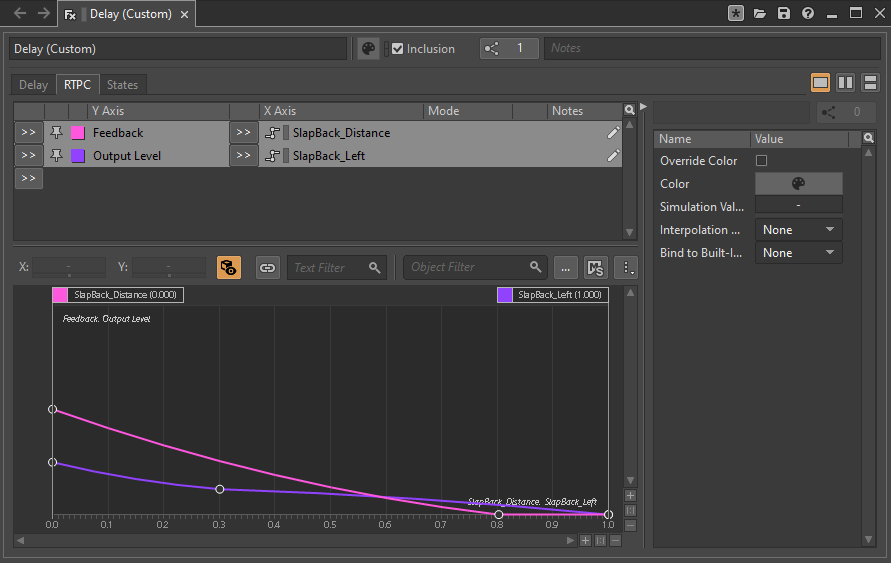 Delay (Custom)
Delay (Custom)
Inclusion
1
Notes
Delay RTPC States
Y Axis X Axis Mode Notes
>> Feedback >> SlapBack_Distance
>> Output Level >> SlapBack_Left
>>
0
Name Value
Override Color
Color
Simulation Val... -
Interpolation ... None
Bind to Built-I... None
X: - Y: - Text Filter Object Filter ... M/S
SlapBack_Distance (0.000) SlapBack_Left (1.000)
Feedback. Output Level
SlapBack_Distance. SlapBack_Left
0.0 0.1 0.2 0.3 0.4 0.5 0.6 0.7 0.8 0.9 1.0